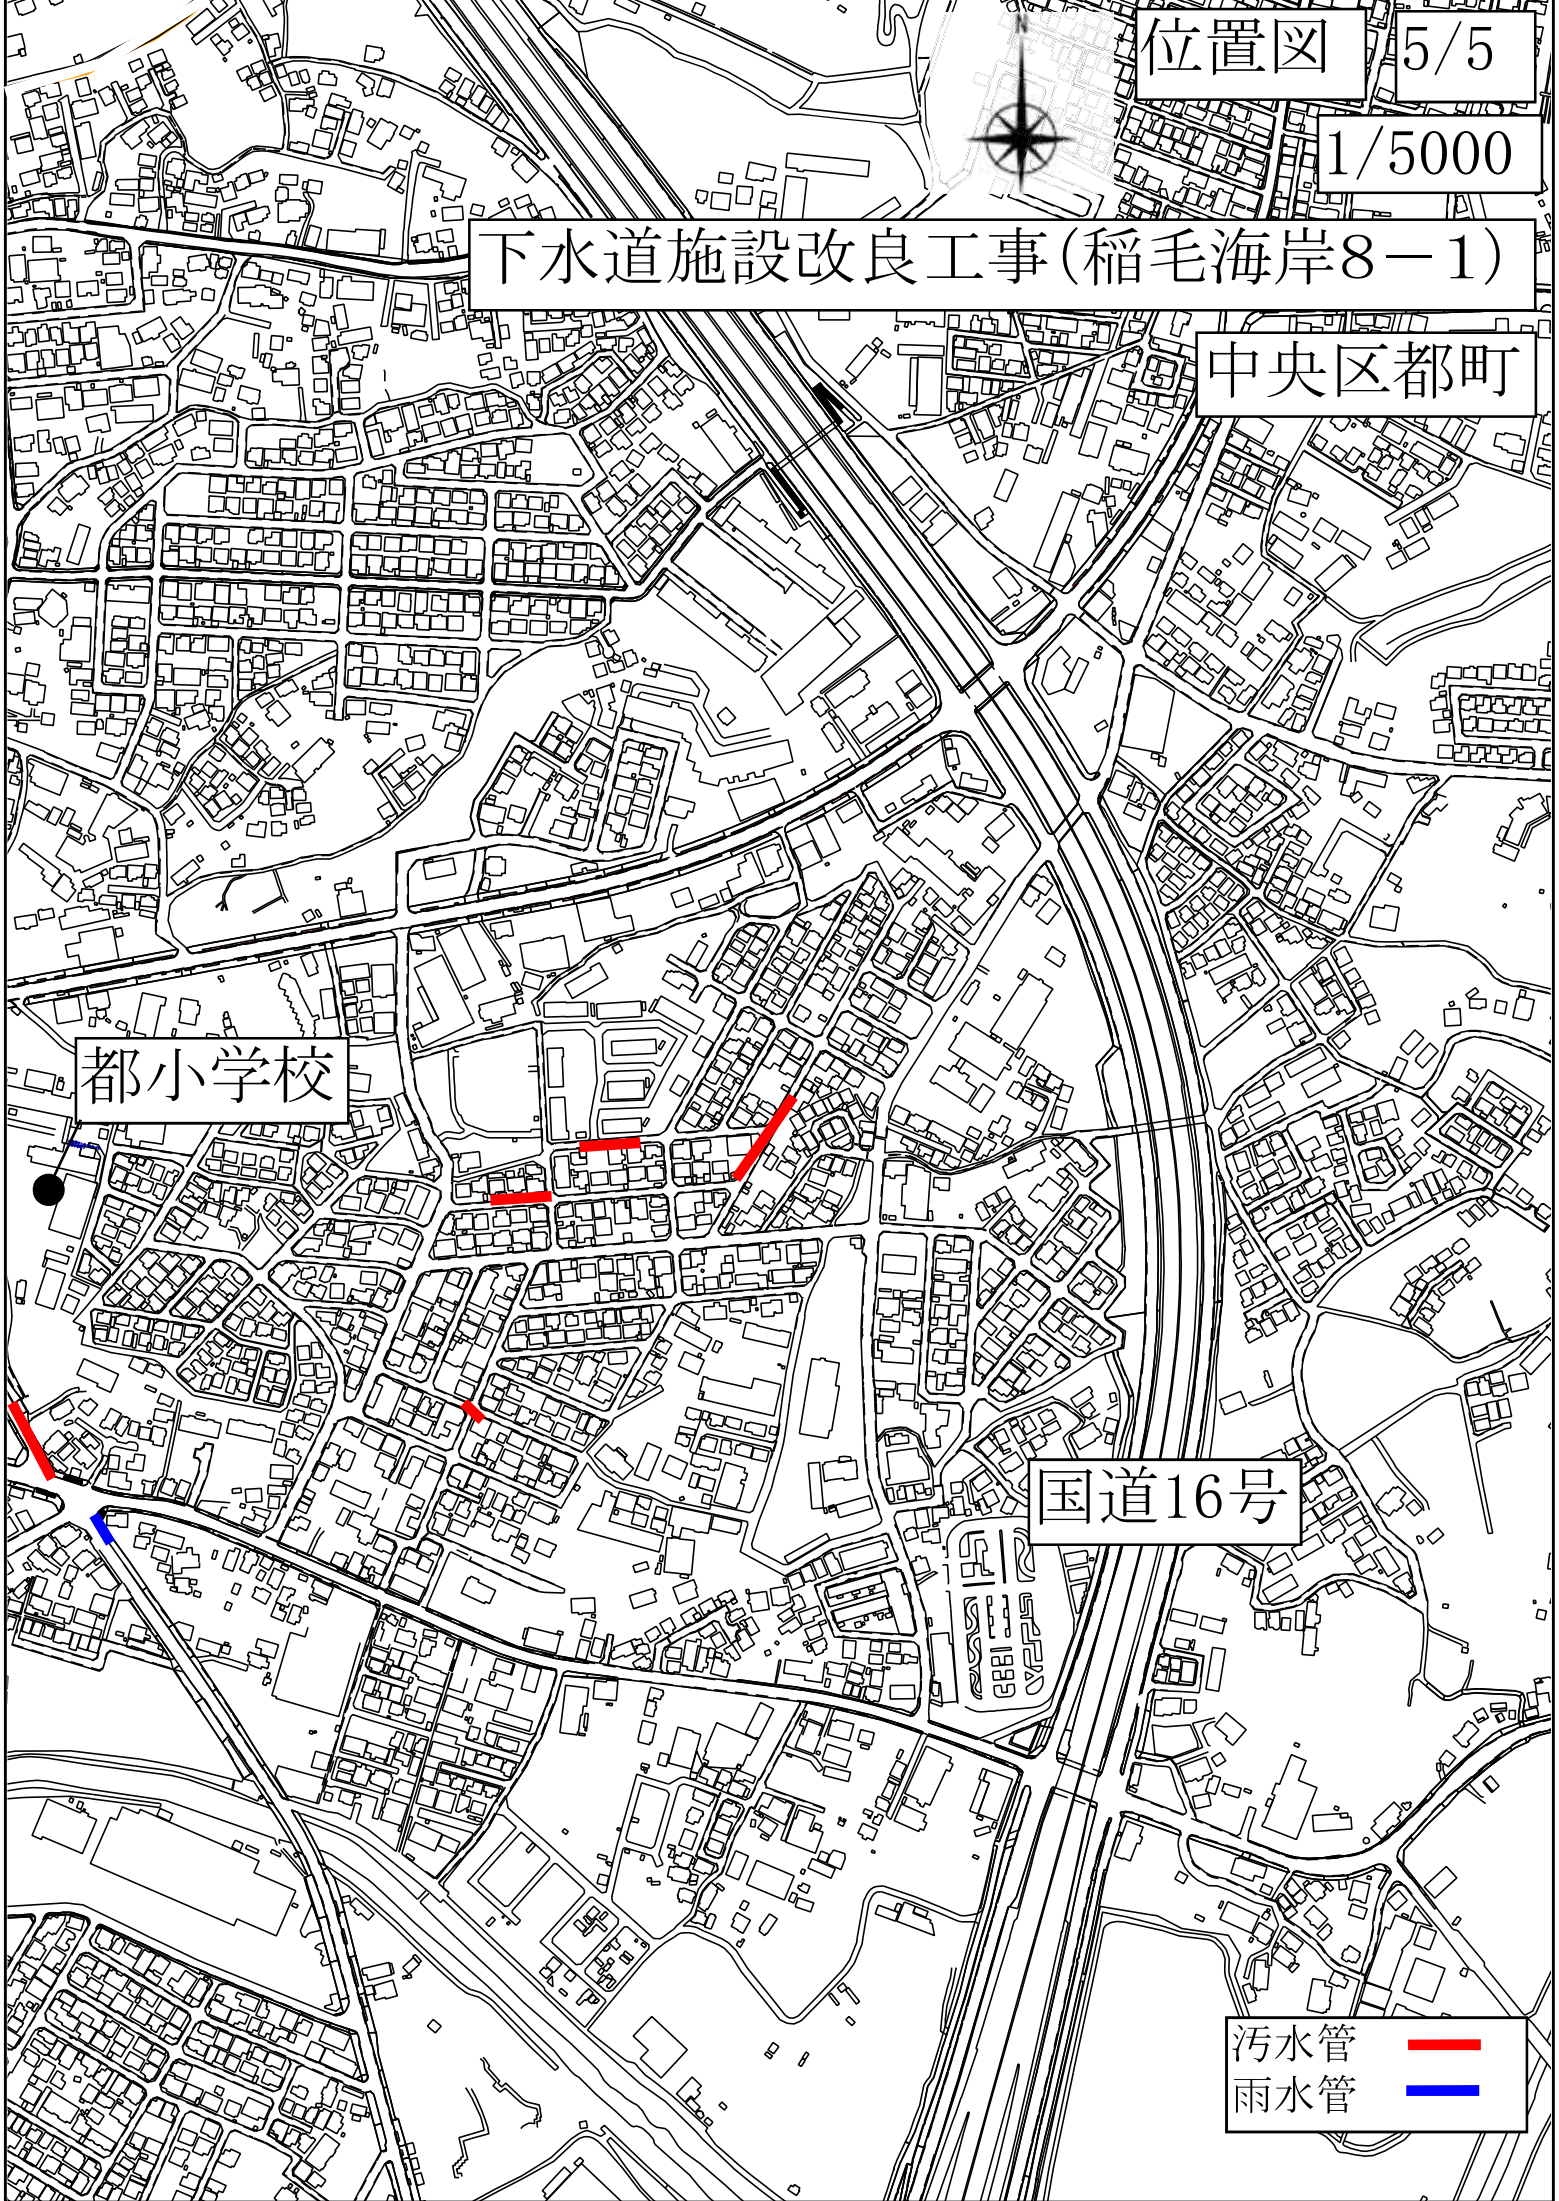 N
位置図
5/5
1/5000
下水道施設改良工事(稲毛海岸8－1)
中央区都町
都小学校
国道16号
汚水管
雨水管